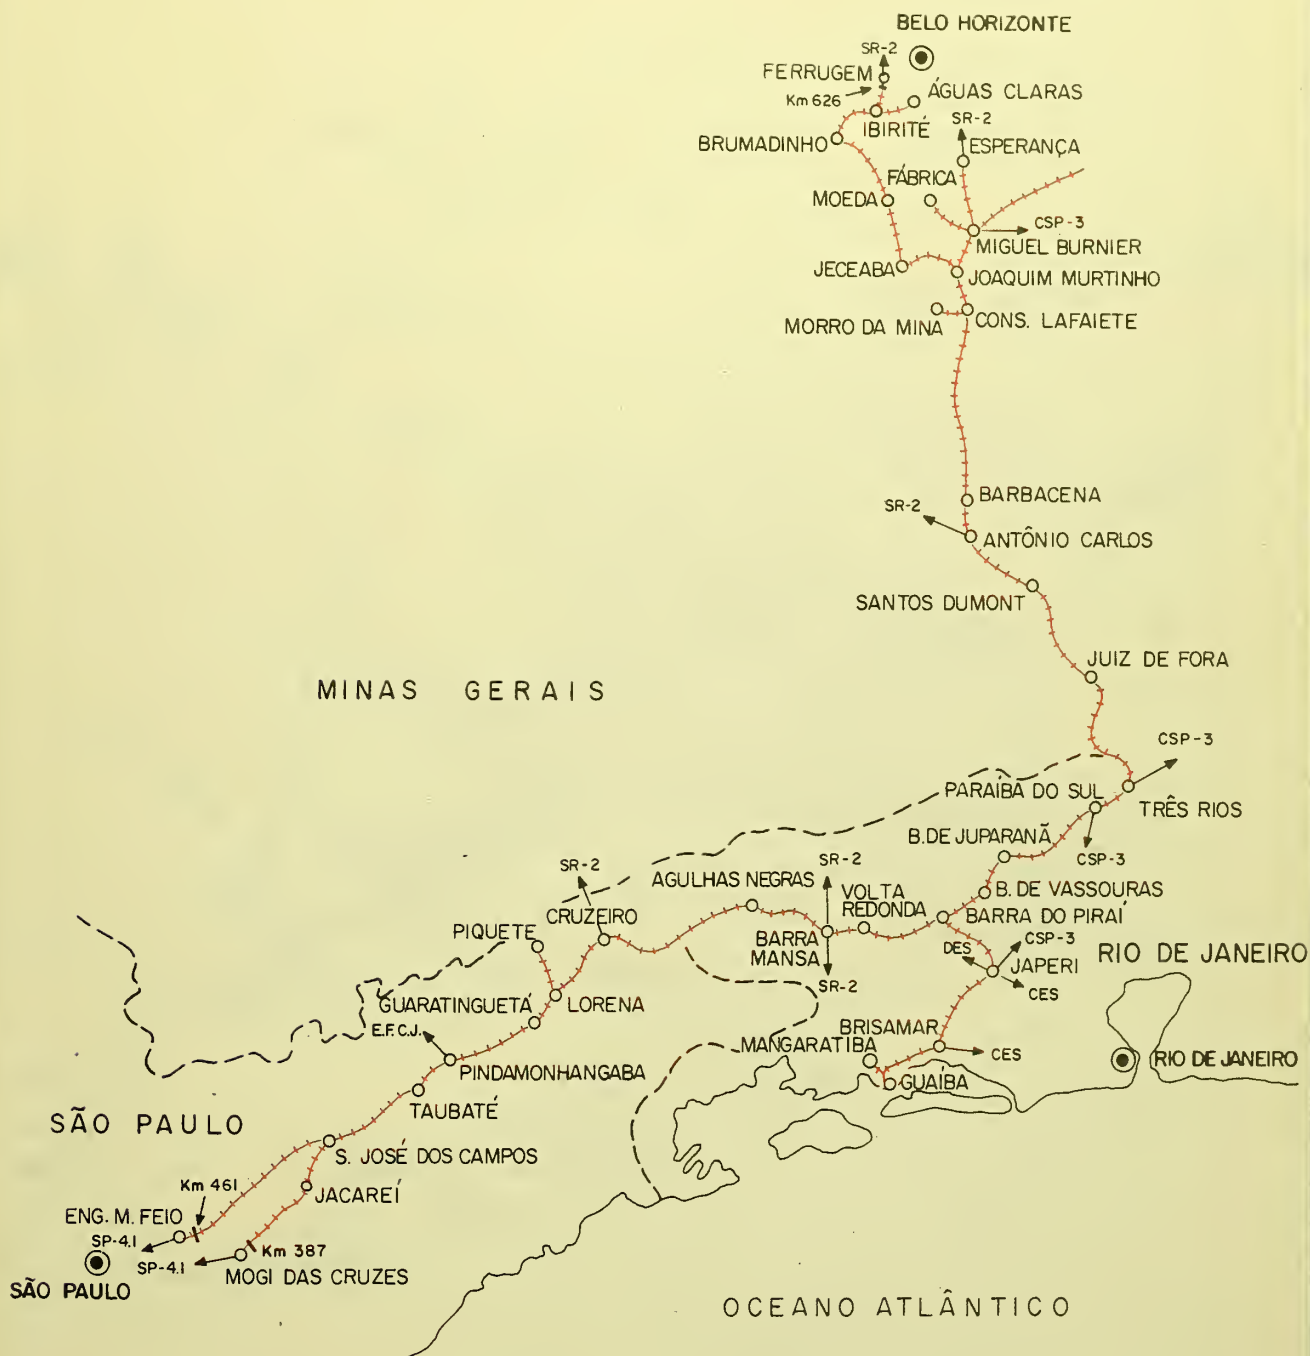 BELO HORIZONTE
SR-2
FERRUGEM
Km 626
ÁGUAS CLARAS
IBIRITÉ
SR-2
BRUMADINHO
ESPERANÇA
FÁBRICA
MOEDA
CSP-3
MIGUEL BURNIER
JECEABA
JOAQUIM MURTINHO
MORRO DA MINA
CONS. LAFAIETE
BARBACENA
SR-2
ANTÔNIO CARLOS
SANTOS DUMONT
JUIZ DE FORA
MINAS GERAIS
CSP-3
PARAÍBA DO SUL
TRÊS RIOS
B. DE JUPARANÃ
CSP-3
SR-2
SR-2
AGULHAS NEGRAS
VOLTA
REDONDA
B. DE VASSOURAS
CRUZEIRO
BARRA DO PIRAÍ
PIQUETE
BARRA
MANSA
DES
CSP-3
RIO DE JANEIRO
JAPERI
SR-2
CES
GUARATINGUETÁ
LORENA
E.F.C.J.
BRISAMAR
MANGARATIBA
CES
RIO DE JANEIRO
PINDAMONHANGABA
GUAÍBA
TAUBATÉ
SÃO PAULO
S. JOSÉ DOS CAMPOS
Km 461
JACAREÍ
ENG. M. FEIO
SP-4.1
Km 387
SP-4.1
MOGI DAS CRUZES
SÃO PAULO
OCEANO ATLÂNTICO